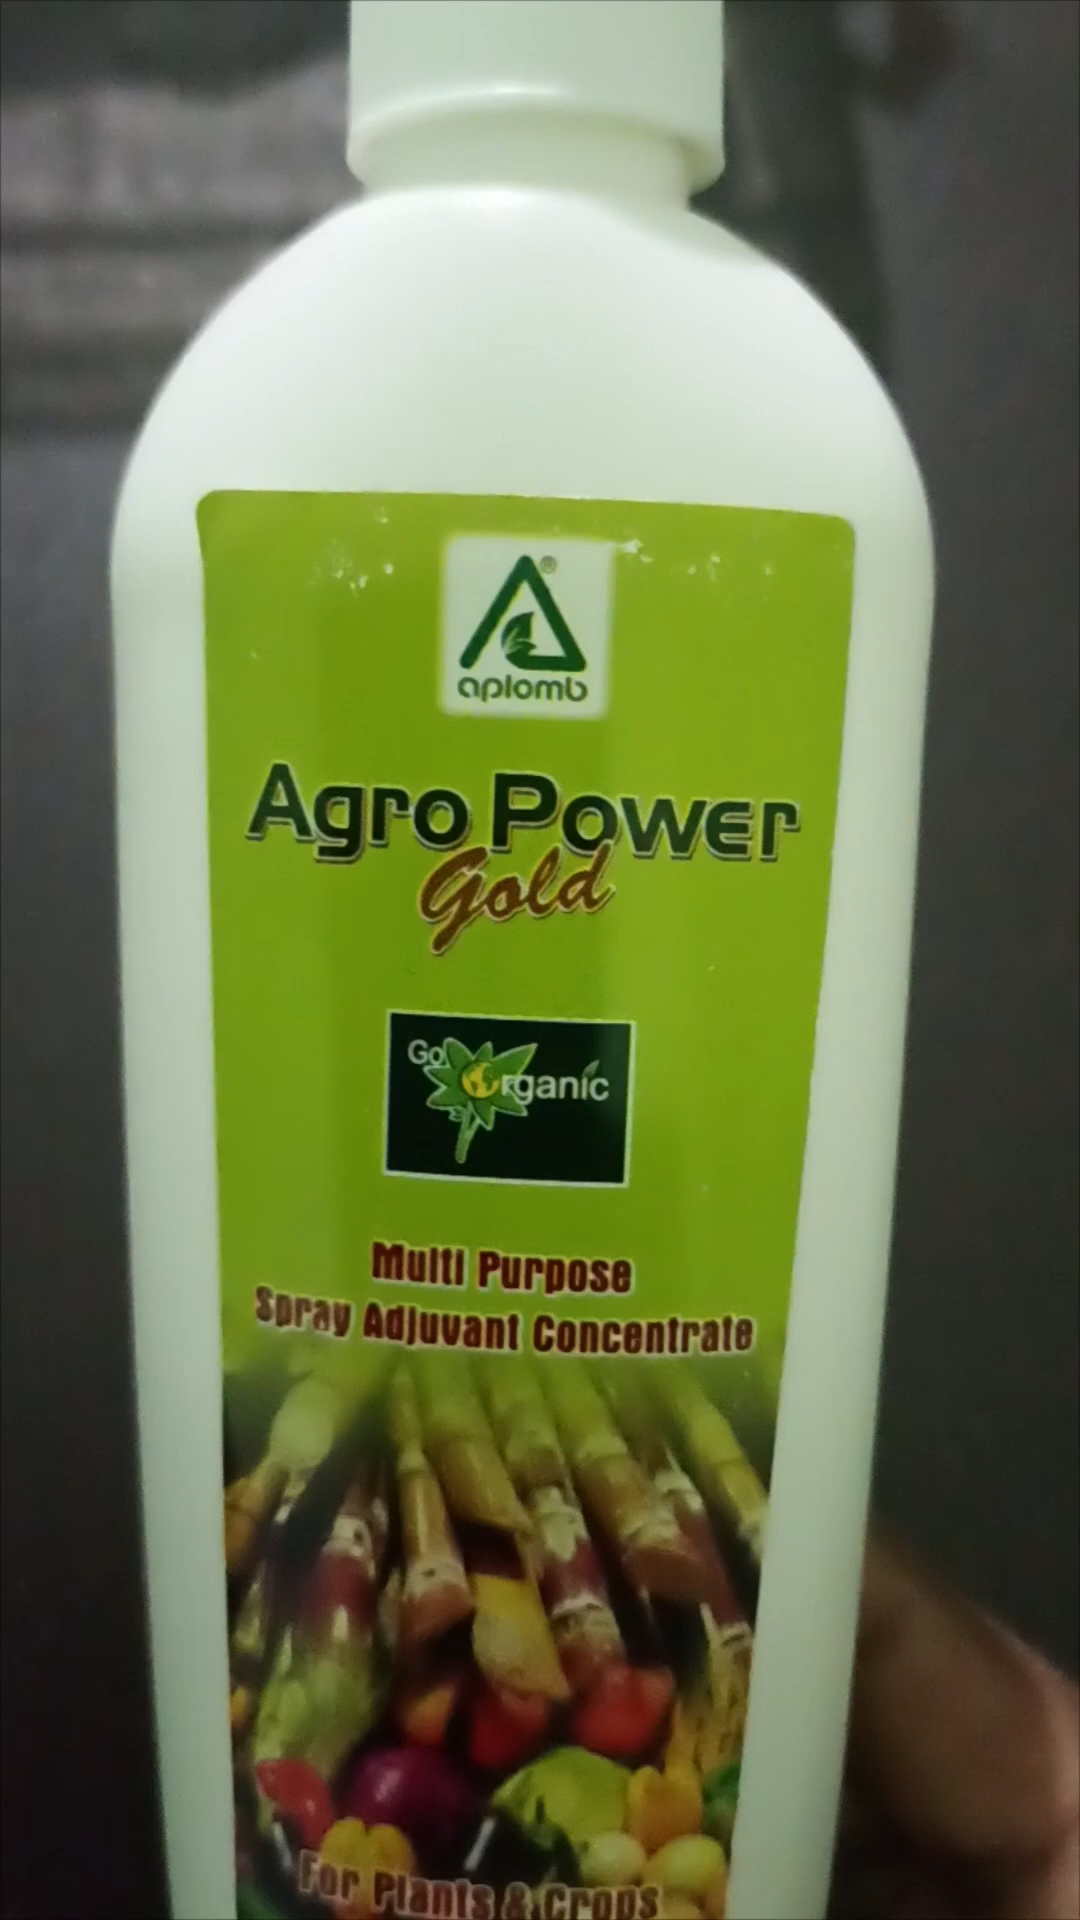 ®
aplomb
Agro Power
Gold
Go Organic
Multi Purpose
Spray Adjuvant Concentrate
For Plants & Crops